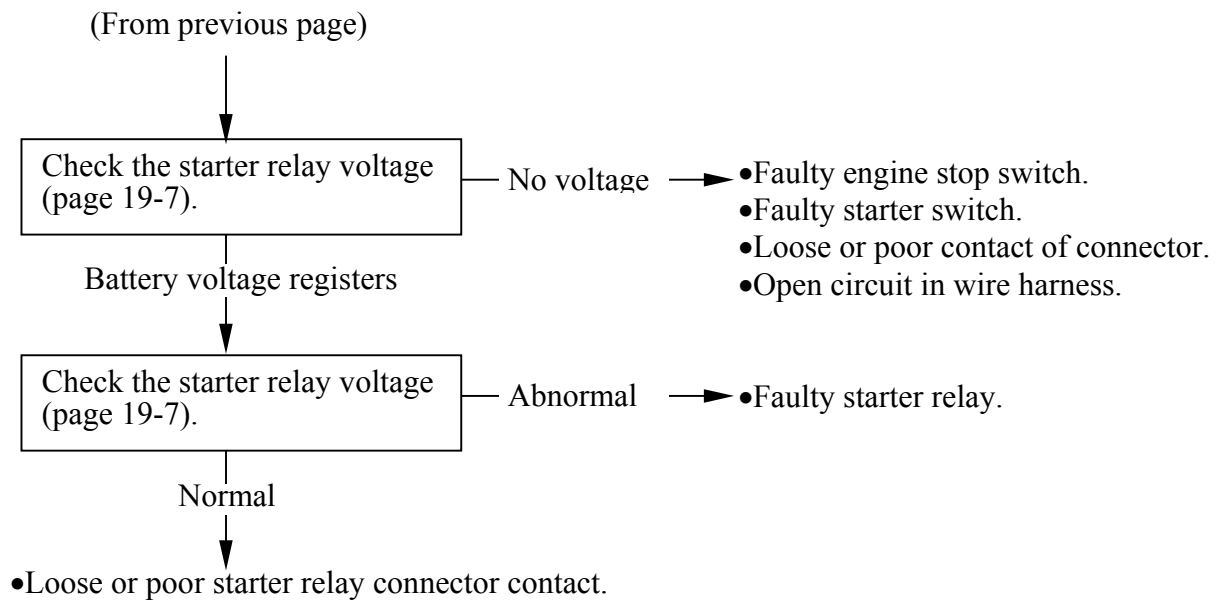 (From previous page)
Check the starter relay voltage
(page 19-7).
No voltage
•Faulty engine stop switch.
•Faulty starter switch.
•Loose or poor contact of connector.
•Open circuit in wire harness.
Battery voltage registers
Check the starter relay voltage
(page 19-7).
Abnormal
•Faulty starter relay.
Normal
•Loose or poor starter relay connector contact.